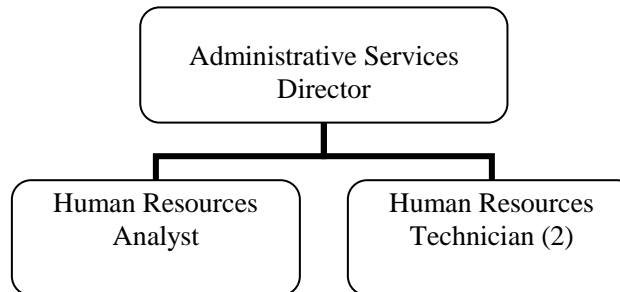 Administrative Services
Director
Human Resources
Analyst
Human Resources
Technician (2)